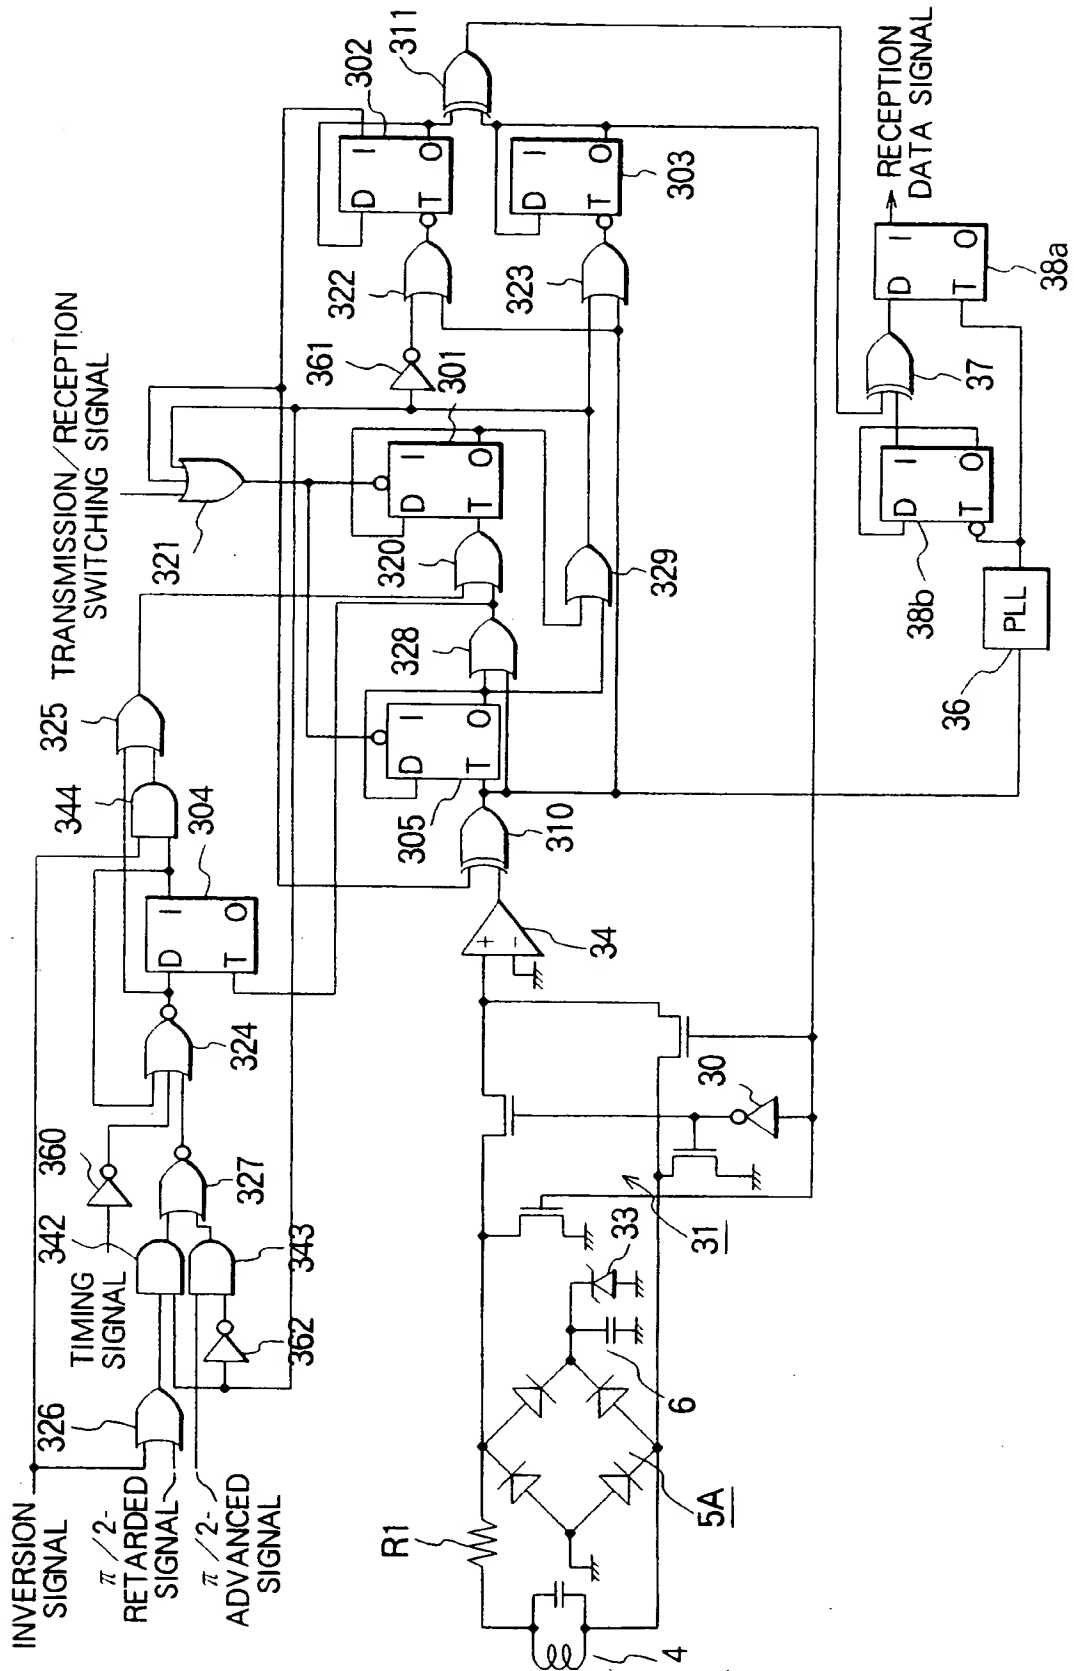 INVERSION
SIGNAL
π/2-
RETARDED
SIGNAL
π/2-
ADVANCED
SIGNAL
326
362
TIMING
SIGNAL
342
343
360
327
324
D
I
T
O
304
344
325
TRANSMISSION/RECEPTION
SWITCHING SIGNAL
321
4
R1
5A
6
33
31
30
+
−
34
310
305
D
I
T
O
328
320
D
I
T
O
301
329
361
322
323
D
I
T
O
302
D
I
T
O
303
311
36
PLL
38b
D
I
T
O
37
D
I
T
O
38a
RECEPTION
DATA SIGNAL